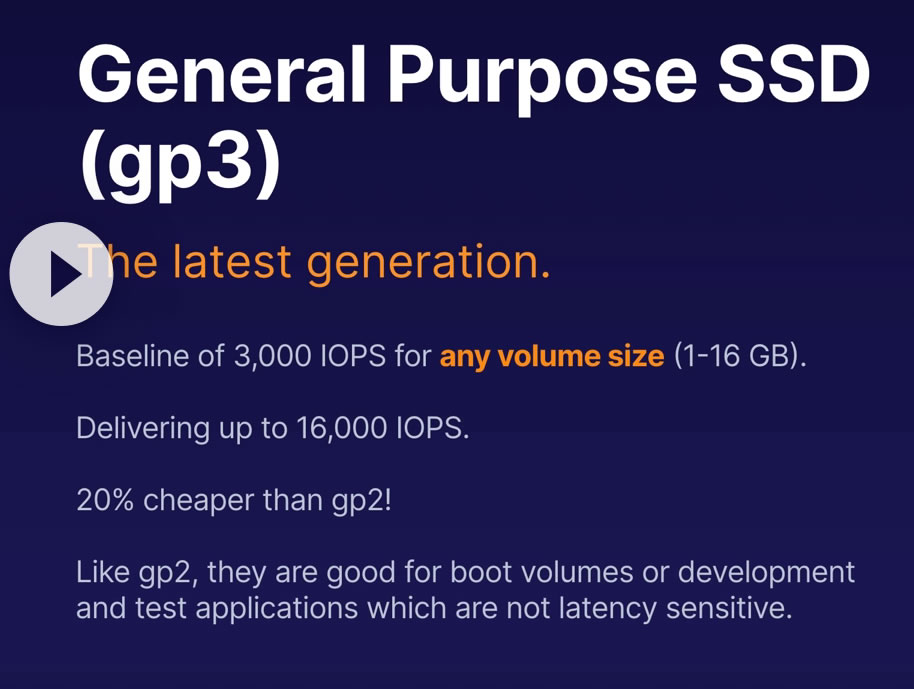 General Purpose SSD
(gp3)
The latest generation.
Baseline of 3,000 IOPS for any volume size (1-16 GB).
Delivering up to 16,000 IOPS.
20% cheaper than gp2!
Like gp2, they are good for boot volumes or development
and test applications which are not latency sensitive.